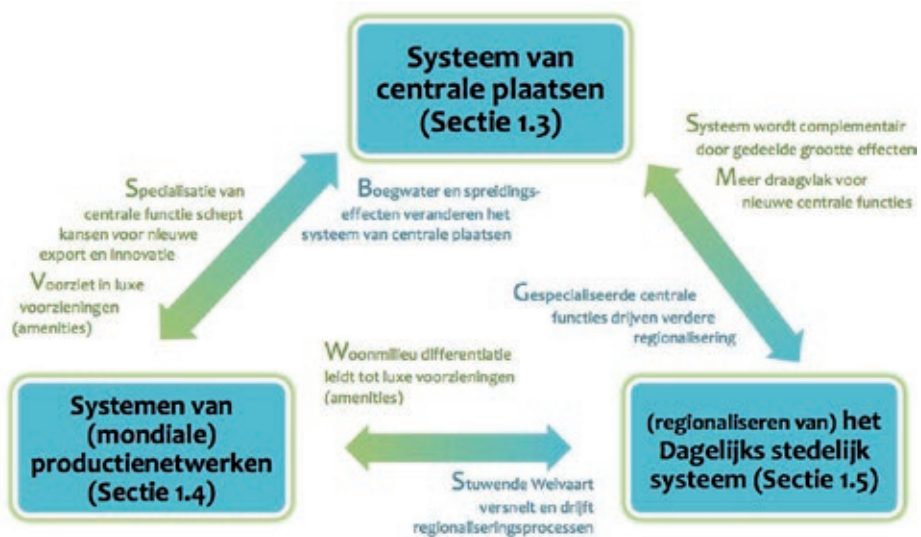 Systeem van
centrale plaatsen
(Sectie 1.3)
Systeem wordt complementair
door gedeelde grootte effecten
Meer draagvlak voor
nieuwe centrale functies
Specialisatie van
centrale functie schept
kansen voor nieuwe
export en innovatie
Voorziet in luxe
voorzieningen
(amenities)
Boegwater en spreidings-
effecten veranderen het
systeem van centrale plaatsen
Gespecialiseerde centrale
functies drijven verdere
regionalisering
Woonmilieu differentiatie
leidt tot luxe voorzieningen
(amenities)
Systemen van
(mondiale)
productienetwerken
(Sectie 1.4)
(regionaliseren van) het
Dagelijks stedelijk
systeem (Sectie 1.5)
Stuwende Welvaart
versnelt en drijft
regionaliseringsprocessen